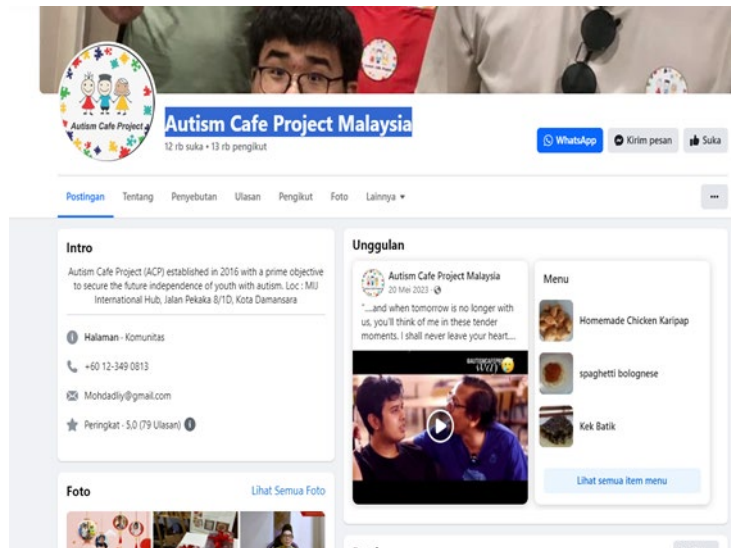 Autism Cafe Project
Autism Cafe Project Malaysia
12 rb suka • 13 rb pengikut
WhatsApp
Kirim pesan
Suka
Postingan Tentang Penyebutan Ulasan Pengikut Foto Lainnya
Intro
Autism Cafe Project (ACP) established in 2016 with a prime objective
to secure the future independence of youth with autism. Loc : MIJ
International Hub, Jalan Pekaka 8/1D, Kota Damansara
Halaman · Komunitas
+60 12-349 0813
Mohdadliy@gmail.com
Peringkat · 5,0 (79 Ulasan)
Foto
Lihat Semua Foto
Unggulan
Autism Cafe Project Malaysia
20 Mei 2023
"....and when tomorrow is no longer with
us, you'll think of me in these tender
moments. I shall never leave your heart....
Menu
Homemade Chicken Karipap
spaghetti bolognese
Kek Batik
Lihat semua item menu